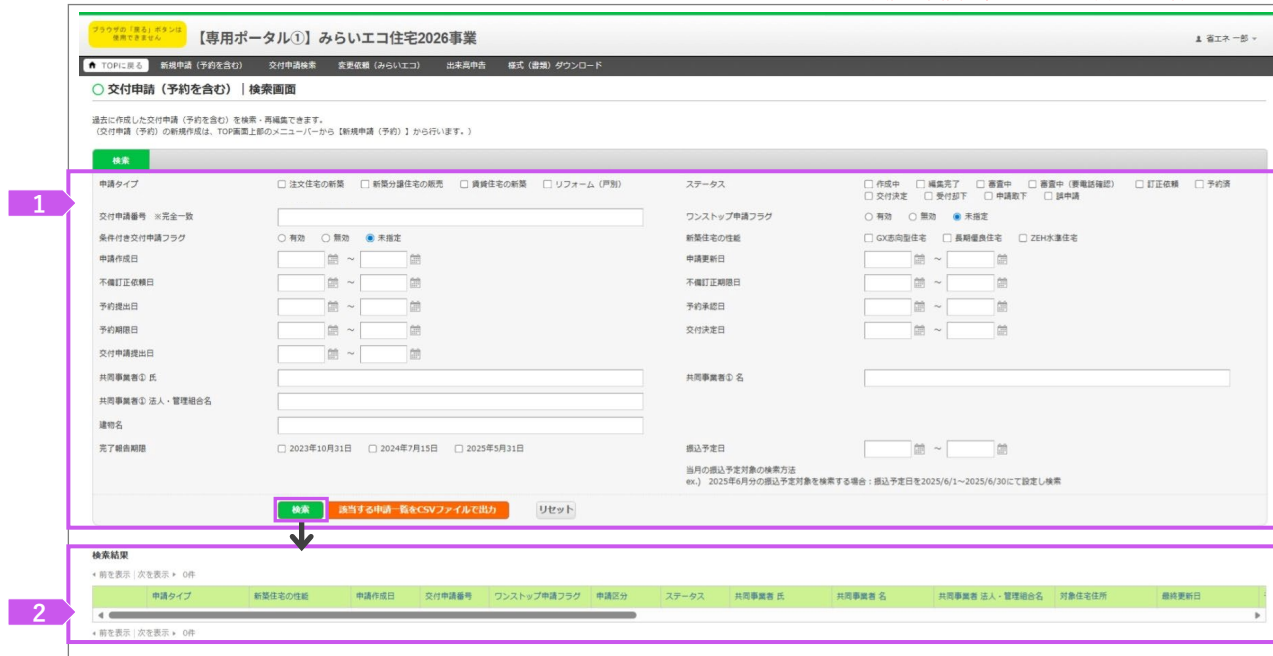 ブラウザの「戻る」ボタンは
使用できません
【専用ポータル①】みらいエコ住宅2026事業
省エネ 一郎
TOPに戻る 新規申請（予約を含む） 交付申請検索 変更依頼（みらいエコ） 出来高申告 様式（書類）ダウンロード
交付申請（予約を含む）｜検索画面
過去に作成した交付申請（予約を含む）を検索・再編集できます。
（交付申請（予約）の新規作成は、TOP画面上部のメニューバーから【新規申請（予約）】から行います。）
検索
1
申請タイプ 注文住宅の新築 新築分譲住宅の販売 賃貸住宅の新築 リフォーム（戸別） ステータス 作成中 編集完了 審査中 審査中（要電話確認） 訂正依頼 予約済
交付決定 受付却下 申請取下 誤申請
交付申請番号 ※完全一致 ワンストップ申請フラグ 有効 無効 未指定
条件付き交付申請フラグ 有効 無効 未指定 新築住宅の性能 GX志向型住宅 長期優良住宅 ZEH水準住宅
申請作成日 ～ 申請更新日 ～
不備訂正依頼日 ～ 不備訂正期限日 ～
予約提出日 ～ 予約承認日 ～
予約期限日 ～ 交付決定日 ～
交付申請提出日 ～
共同事業者① 氏 共同事業者① 名
共同事業者① 法人・管理組合名
建物名
完了報告期限 2023年10月31日 2024年7月15日 2025年5月31日 振込予定日 ～
当月の振込予定対象の検索方法
ex.） 2025年6月分の振込予定対象を検索する場合：振込予定日を2025/6/1～2025/6/30にて設定し検索
検索 該当する申請一覧をCSVファイルで出力 リセット
検索結果
前を表示｜次を表示 0件
2
申請タイプ 新築住宅の性能 申請作成日 交付申請番号 ワンストップ申請フラグ 申請区分 ステータス 共同事業者 氏 共同事業者 名 共同事業者 法人・管理組合名 対象住宅住所 最終更新日
前を表示｜次を表示 0件